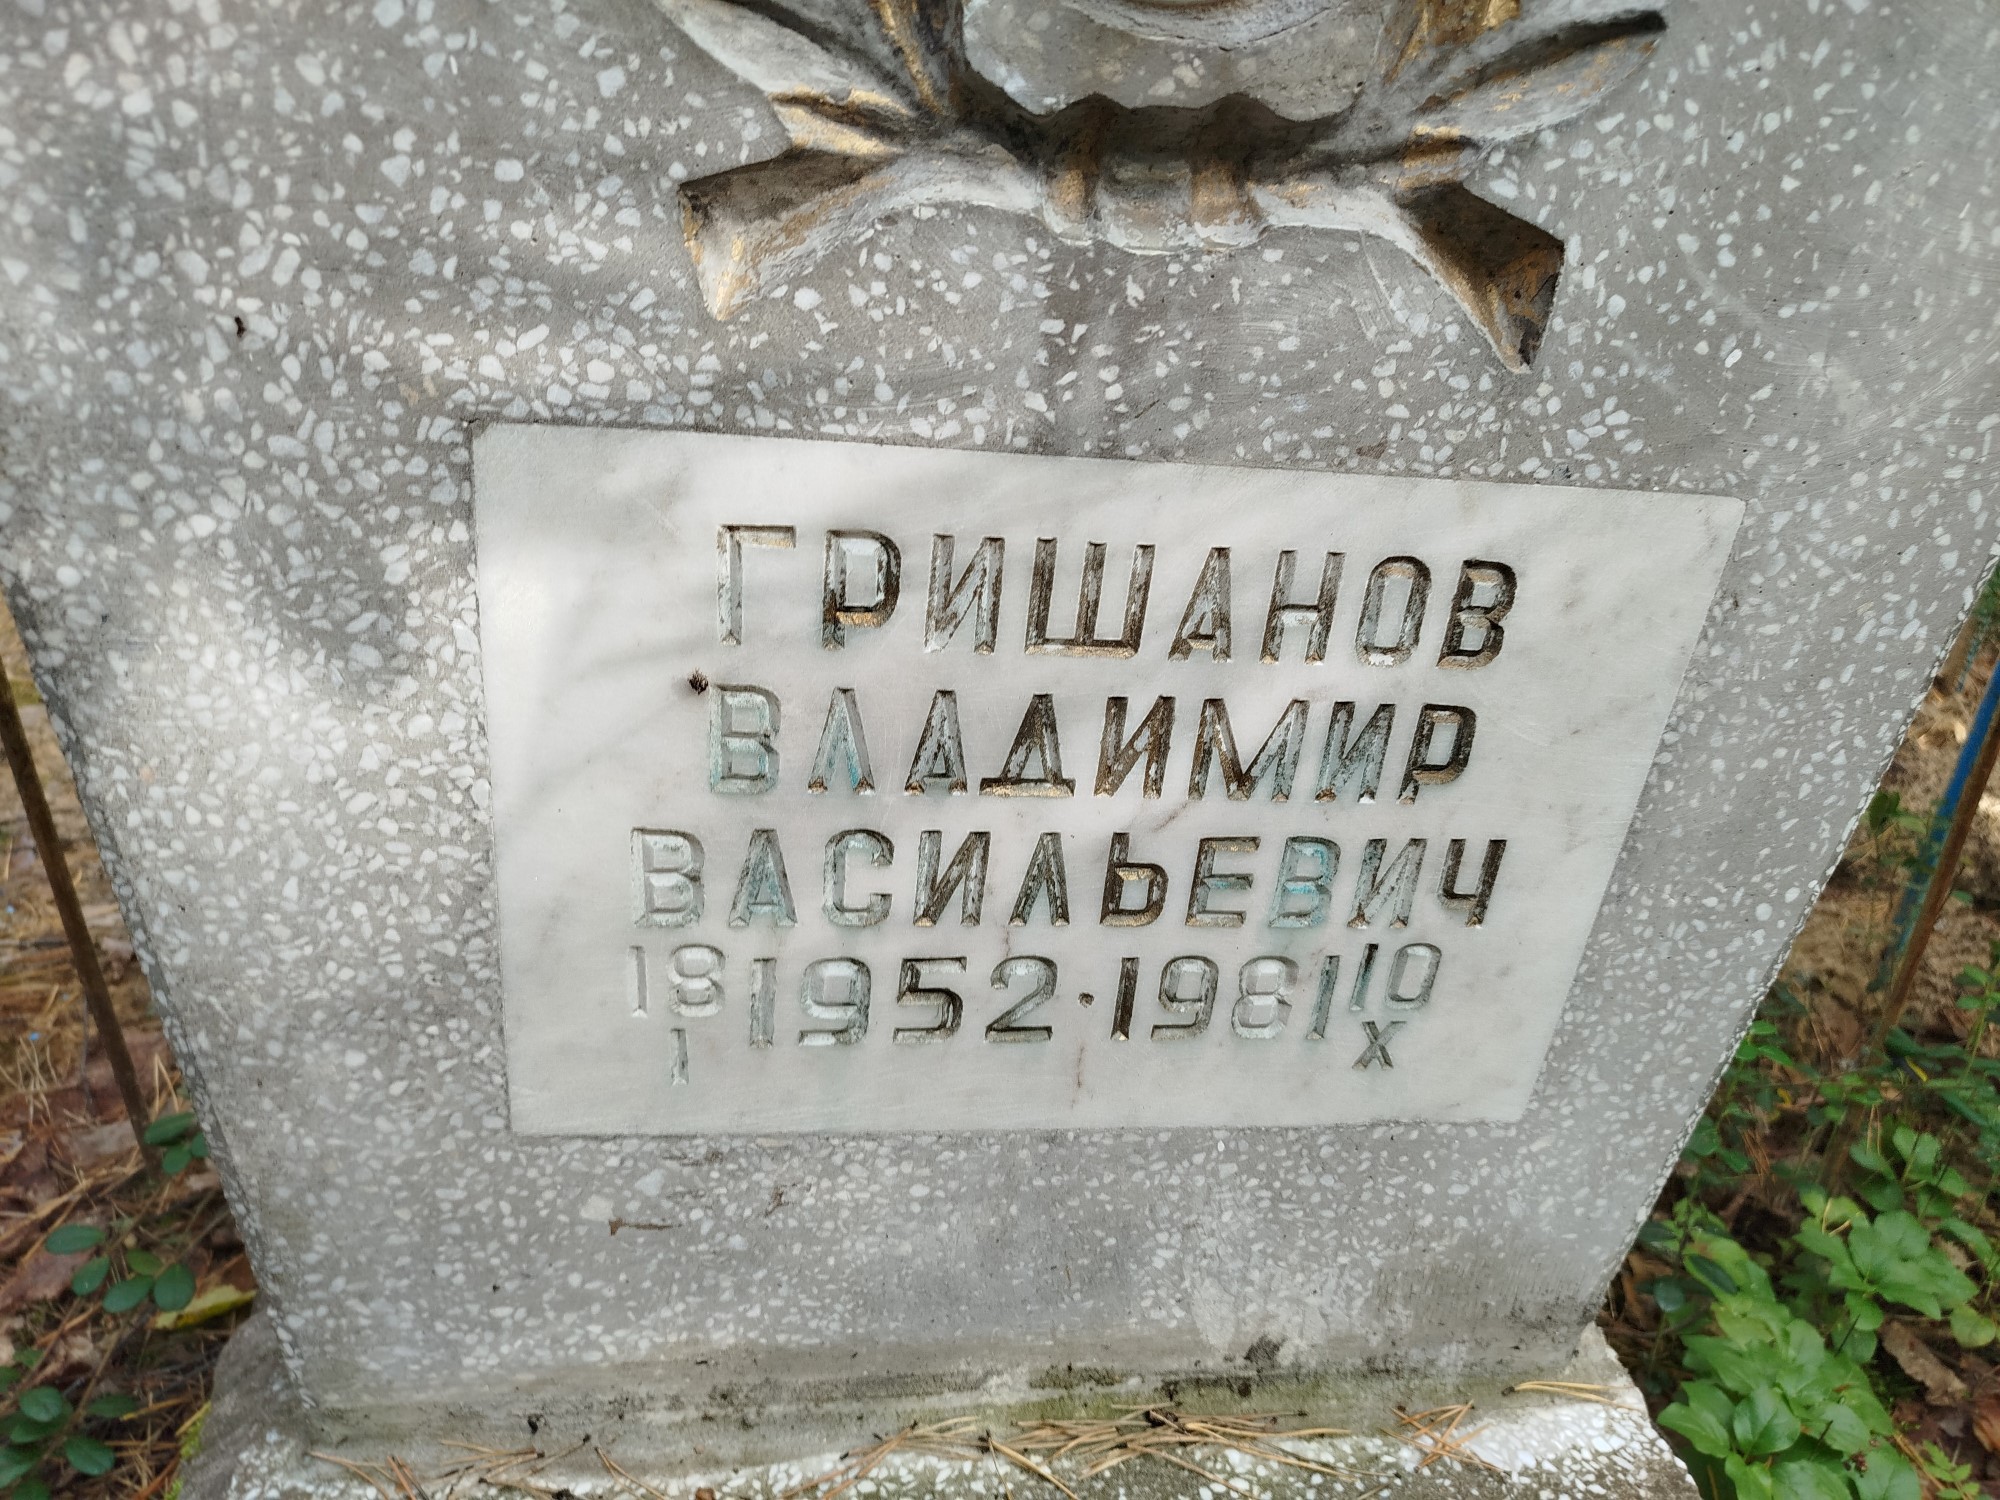 ГРИШАНОВ
ВЛАДИМИР
ВАСИЛЬЕВИЧ
18 1952·1981 10
I X